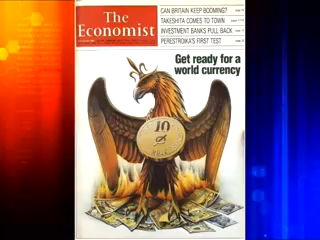 The
Economist
CAN BRITAIN KEEP BOOMING?
TAKESHITA COMES TO TOWN
INVESTMENT BANKS PULL BACK
PERESTROIKA'S FIRST TEST
Get ready for a
world currency
10